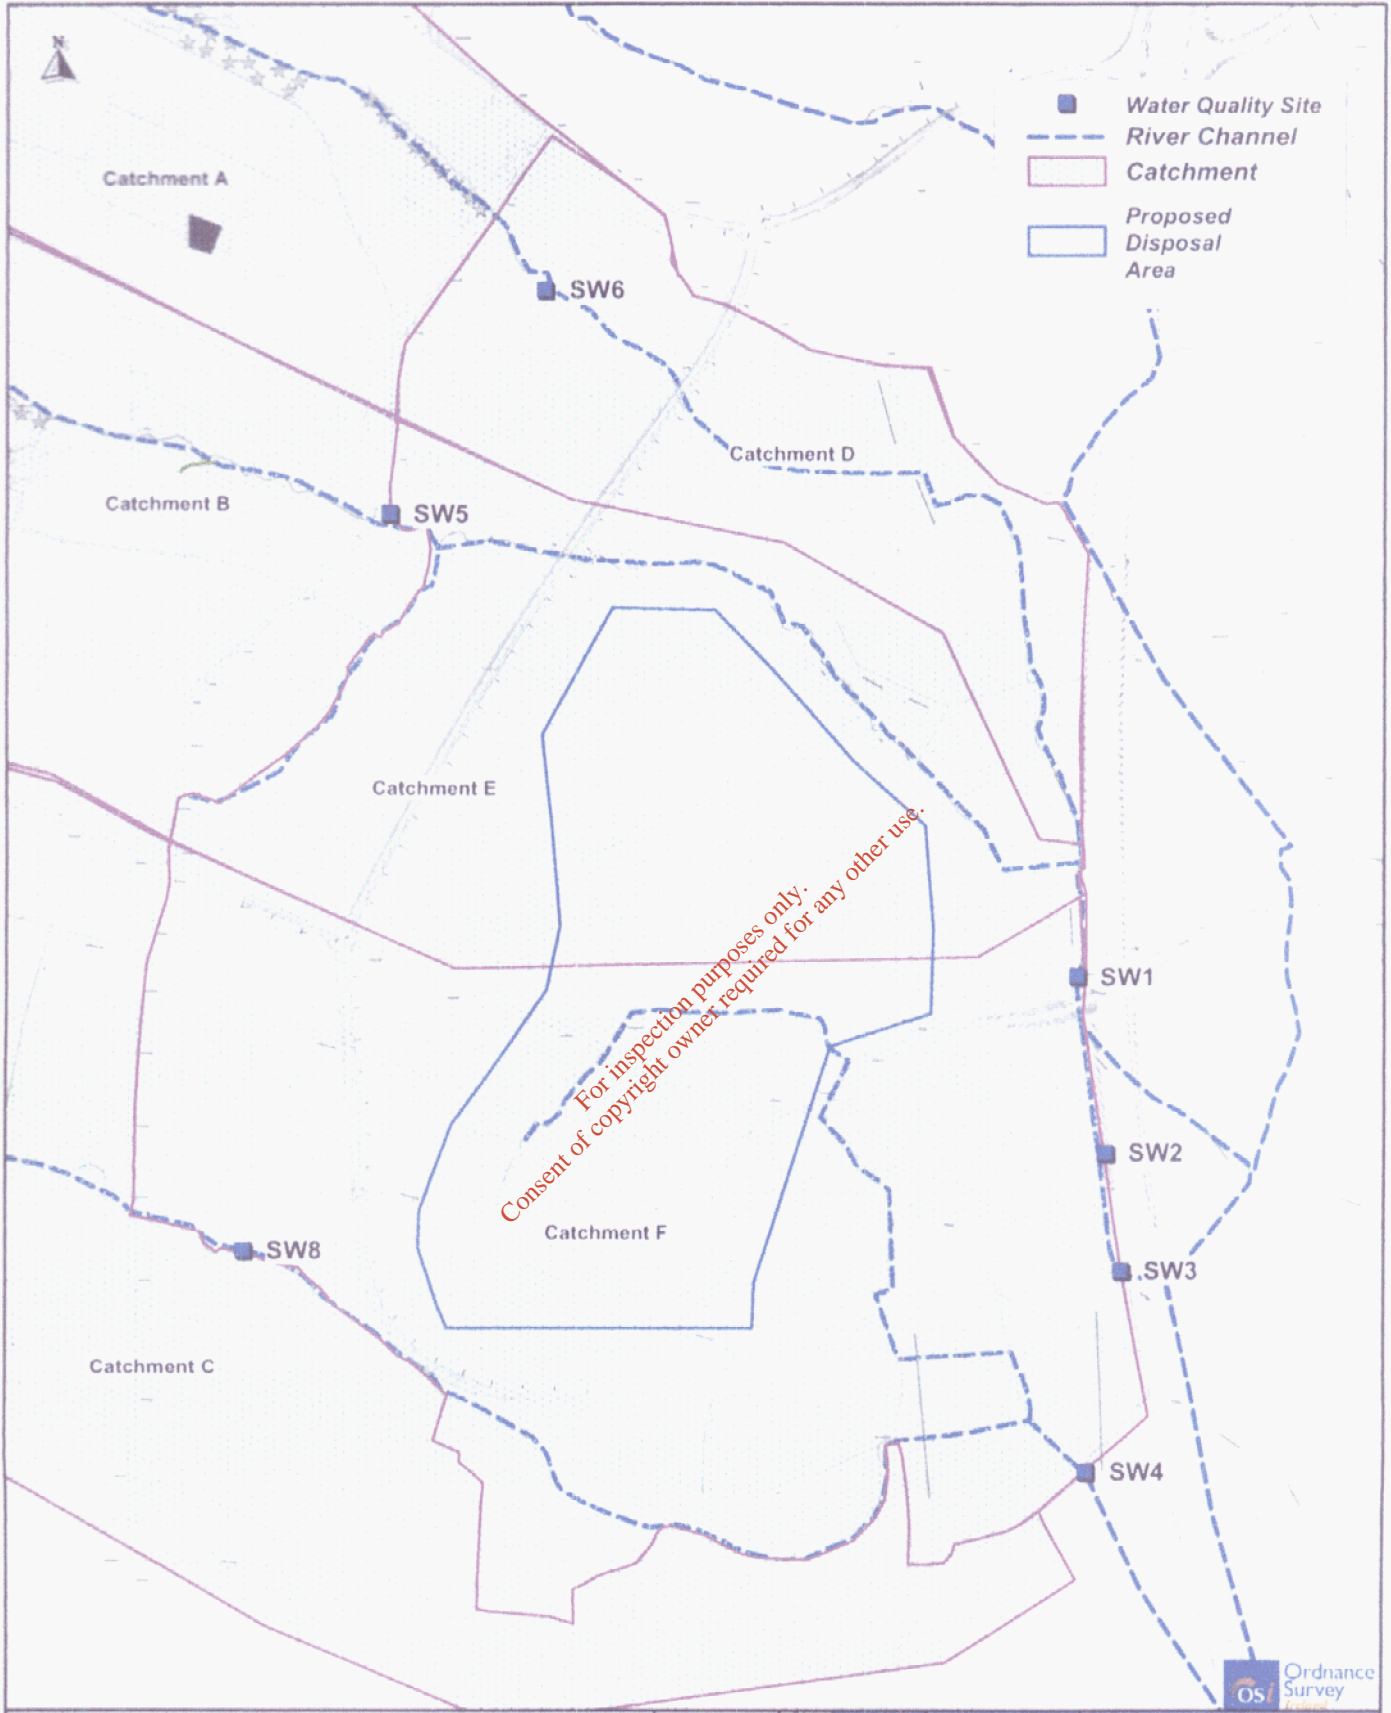 N
Water Quality Site
River Channel
Catchment
Proposed
Disposal
Area
Catchment A
SW6
Catchment D
Catchment B
SW5
Catchment E
For inspection purposes only.
Consent of copyright owner required for any other use.
SW1
SW2
Catchment F
SW8
SW3
Catchment C
SW4
Ordnance
Survey
Ireland
OSi